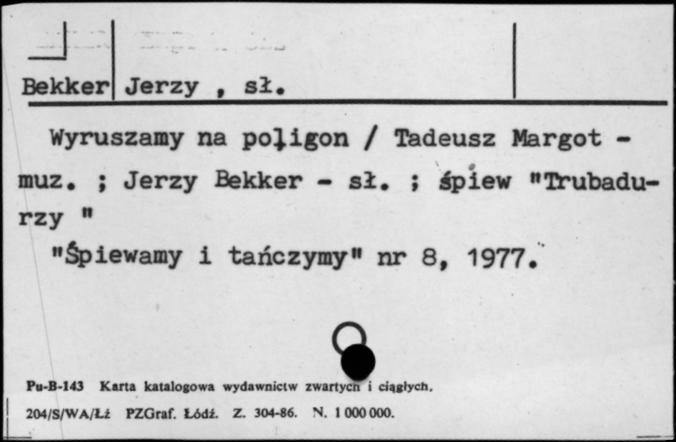 Bekker Jerzy , sł.
Wyruszamy na poligon / Tadeusz Margot -
muz. ; Jerzy Bekker - sł. ; śpiew "Trubadu-
rzy "
"Śpiewamy i tańczymy" nr 8, 1977.
Pu-B-143 Karta katalogowa wydawnictw zwartych i ciągłych.
204/S/WA/Łź PZGraf. Łódź. Z. 304-86. N. 1 000 000.